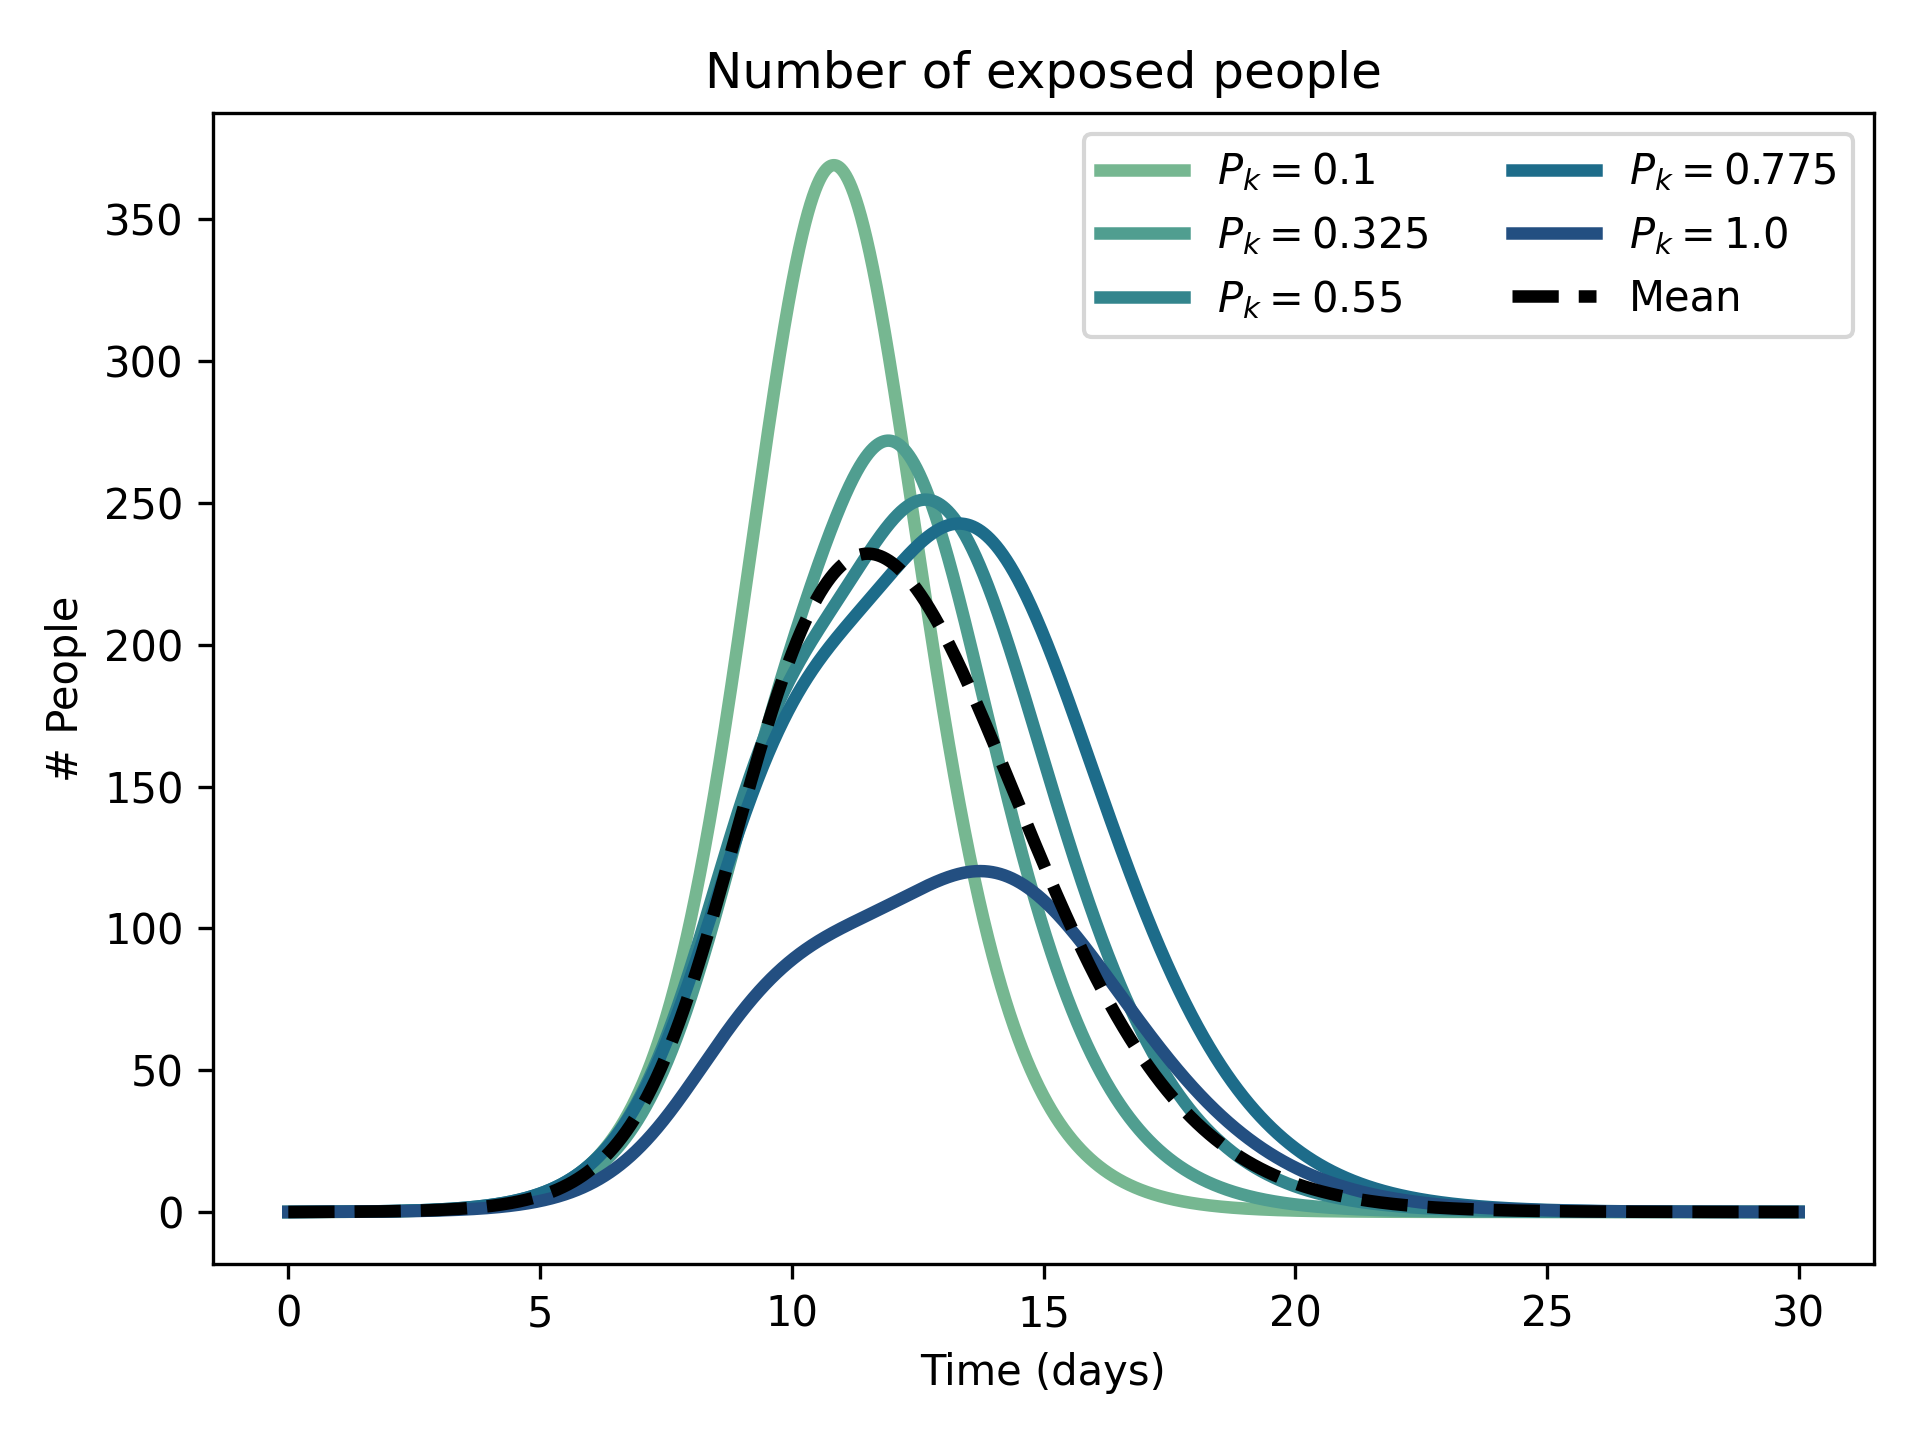 Number of exposed people
P_k = 0.1
P_k = 0.325
P_k = 0.55
P_k = 0.775
P_k = 1.0
Mean
# People
350
300
250
200
150
100
50
0
0 5 10 15 20 25 30
Time (days)